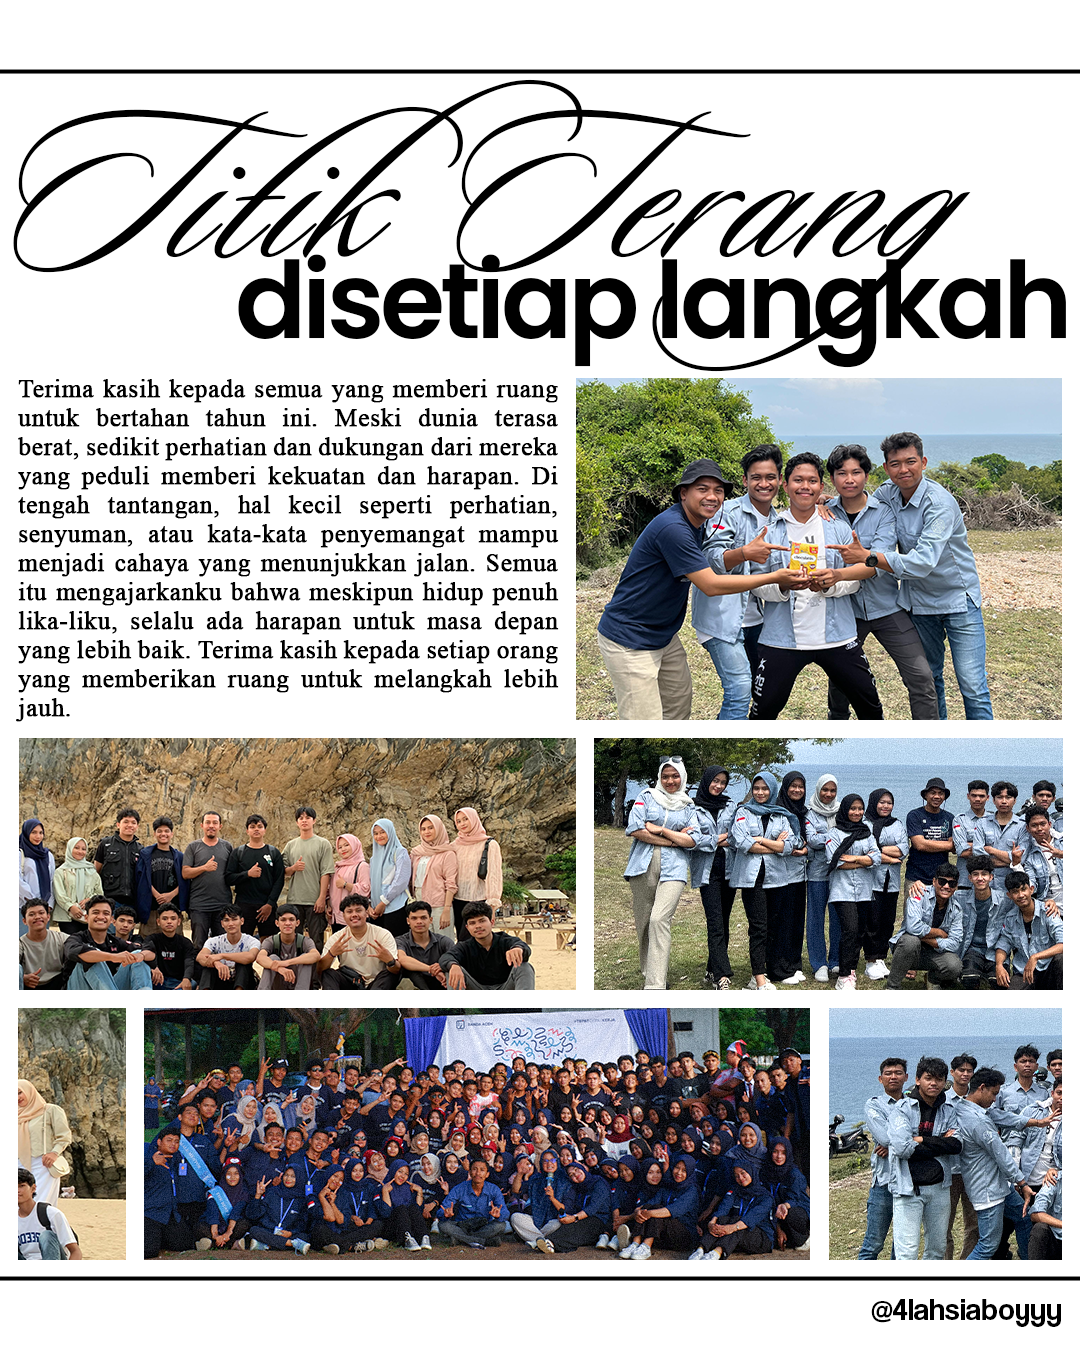 Titik Terang
disetiap langkah
Terima kasih kepada semua yang memberi ruang
untuk bertahan tahun ini. Meski dunia terasa
berat, sedikit perhatian dan dukungan dari mereka
yang peduli memberi kekuatan dan harapan. Di
tengah tantangan, hal kecil seperti perhatian,
senyuman, atau kata-kata penyemangat mampu
menjadi cahaya yang menunjukkan jalan. Semua
itu mengajarkanku bahwa meskipun hidup penuh
lika-liku, selalu ada harapan untuk masa depan
yang lebih baik. Terima kasih kepada setiap orang
yang memberikan ruang untuk melangkah lebih
jauh.
@4lahsiaboyyy